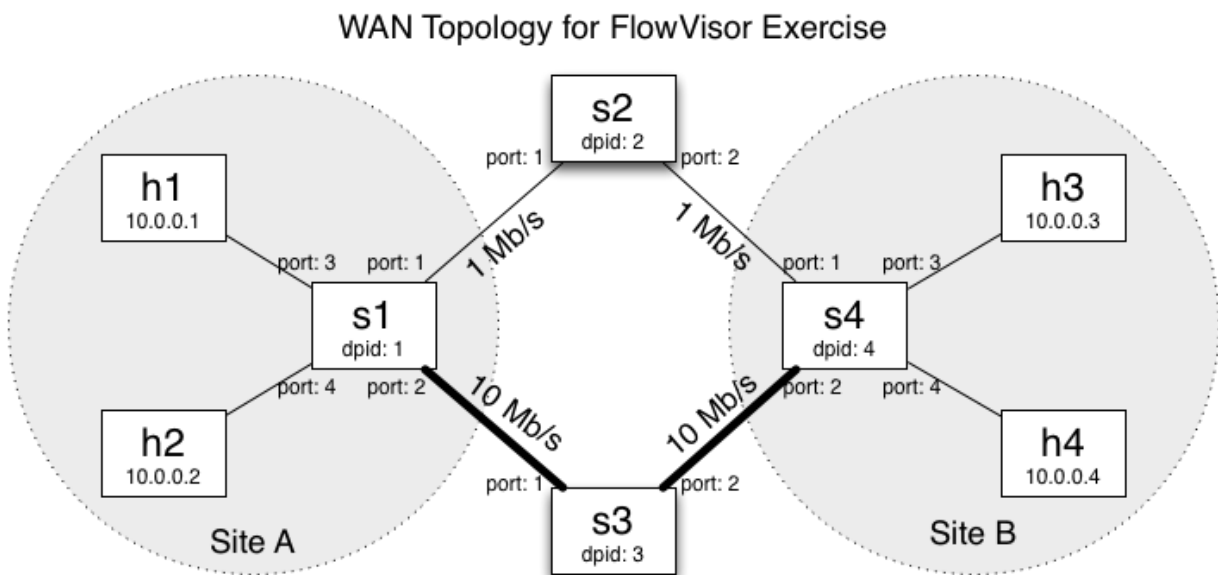 WAN Topology for FlowVisor Exercise
s2
dpid: 2
port: 1
port: 2
h1
10.0.0.1
h3
10.0.0.3
1 Mb/s
1 Mb/s
port: 3
port: 1
port: 1
port: 3
s1
dpid: 1
s4
dpid: 4
port: 4
port: 2
port: 2
port: 4
10 Mb/s
10 Mb/s
h2
10.0.0.2
h4
10.0.0.4
port: 1
port: 2
s3
dpid: 3
Site A
Site B